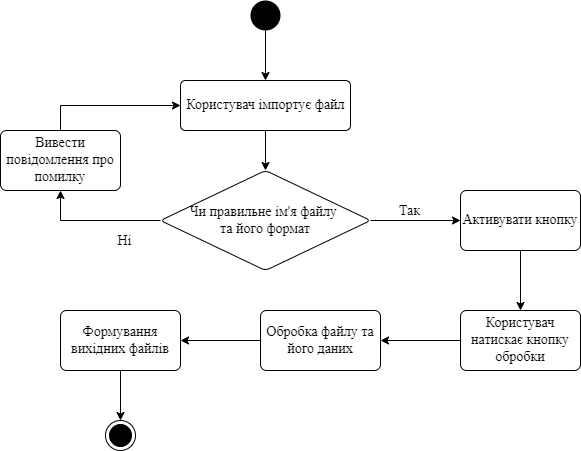 Користувач імпортує файл
Вивести
повідомлення про
помилку
Чи правильне ім'я файлу
та його формат
Так
Активувати кнопку
Ні
Формування
вихідних файлів
Обробка файлу та
його даних
Користувач
натискає кнопку
обробки